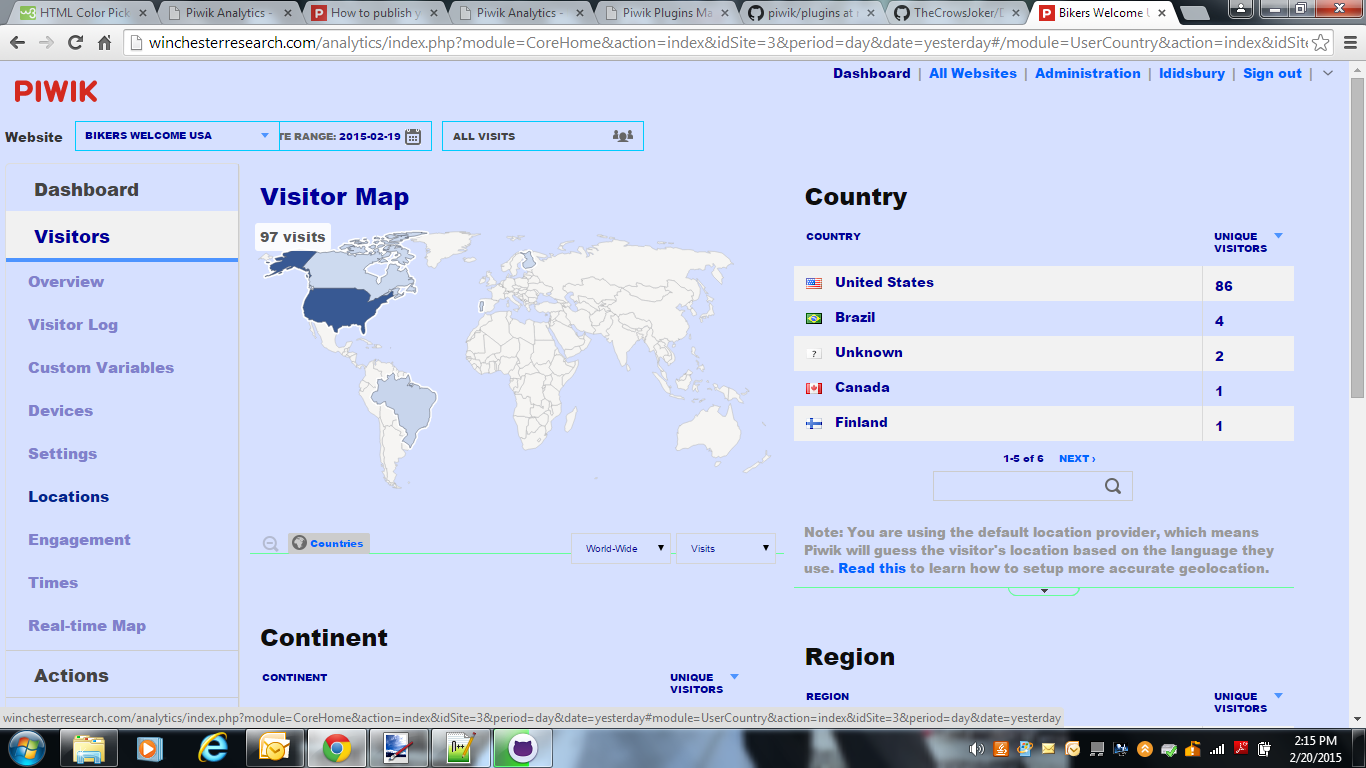 HTML Color Pick
Piwik Analytics -
How to publish y
Piwik Analytics -
Piwik Plugins Ma
piwik/plugins at r
TheCrowsJoker/D
Bikers Welcome U
winchesterresearch.com/analytics/index.php?module=CoreHome&action=index&idSite=3&period=day&date=yesterday#/module=UserCountry&action=index&idSite
PIWIK
Dashboard | All Websites | Administration | ldidsbury | Sign out |
Website
BIKERS WELCOME USA
TE RANGE: 2015-02-19
ALL VISITS
Dashboard
Visitors
Overview
Visitor Log
Custom Variables
Devices
Settings
Locations
Engagement
Times
Real-time Map
Actions
Visitor Map
97 visits
Countries
World-Wide
Visits
Country
COUNTRY
UNIQUE
VISITORS
United States 86
Brazil 4
? Unknown 2
Canada 1
Finland 1
1-5 of 6 NEXT ›
Note: You are using the default location provider, which means
Piwik will guess the visitor's location based on the language they
use. Read this to learn how to setup more accurate geolocation.
Continent
CONTINENT
UNIQUE
VISITORS
Region
REGION
UNIQUE
VISITORS
winchesterresearch.com/analytics/index.php?module=CoreHome&action=index&idSite=3&period=day&date=yesterday#module=UserCountry&action=index&idSite=3&period=day&date=yesterday
2:15 PM
2/20/2015